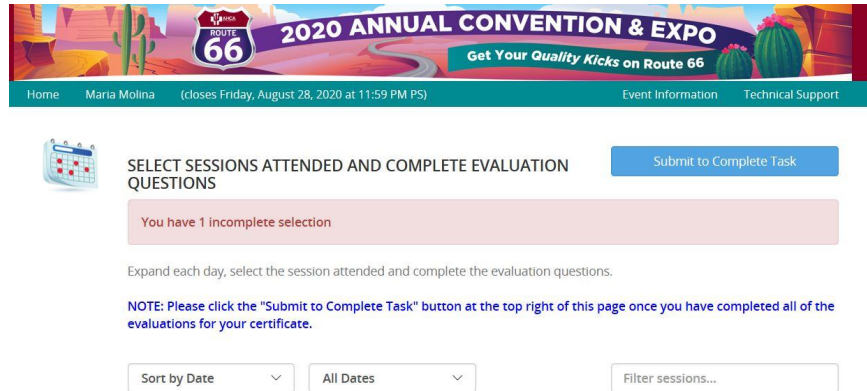 AHCA
ROUTE
66
2020 ANNUAL CONVENTION & EXPO
Get Your Quality Kicks on Route 66
Home Maria Molina (closes Friday, August 28, 2020 at 11:59 PM PS) Event Information Technical Support
SELECT SESSIONS ATTENDED AND COMPLETE EVALUATION
QUESTIONS
Submit to Complete Task
You have 1 incomplete selection
Expand each day, select the session attended and complete the evaluation questions.
NOTE: Please click the "Submit to Complete Task" button at the top right of this page once you have completed all of the
evaluations for your certificate.
Sort by Date All Dates Filter sessions...